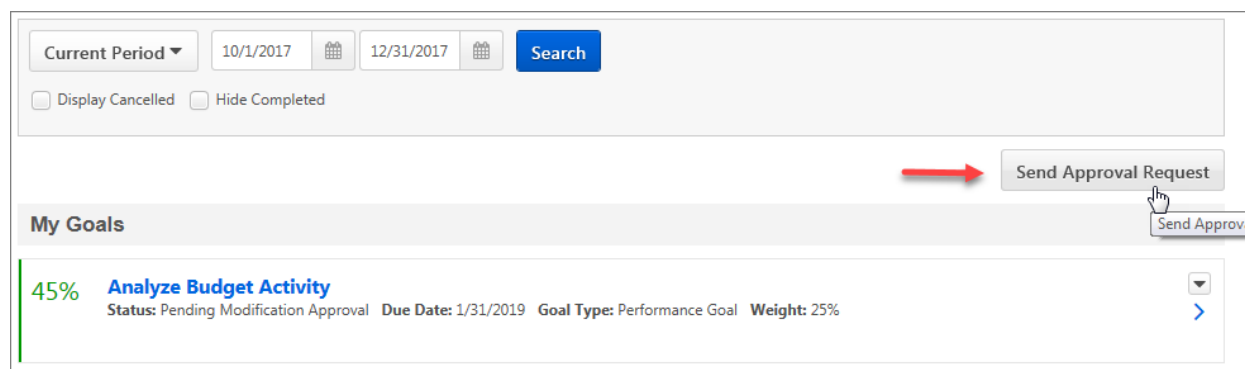 Current Period 10/1/2017 12/31/2017 Search
Display Cancelled Hide Completed
Send Approval Request
Send Approva
My Goals
45% Analyze Budget Activity
Status: Pending Modification Approval Due Date: 1/31/2019 Goal Type: Performance Goal Weight: 25%